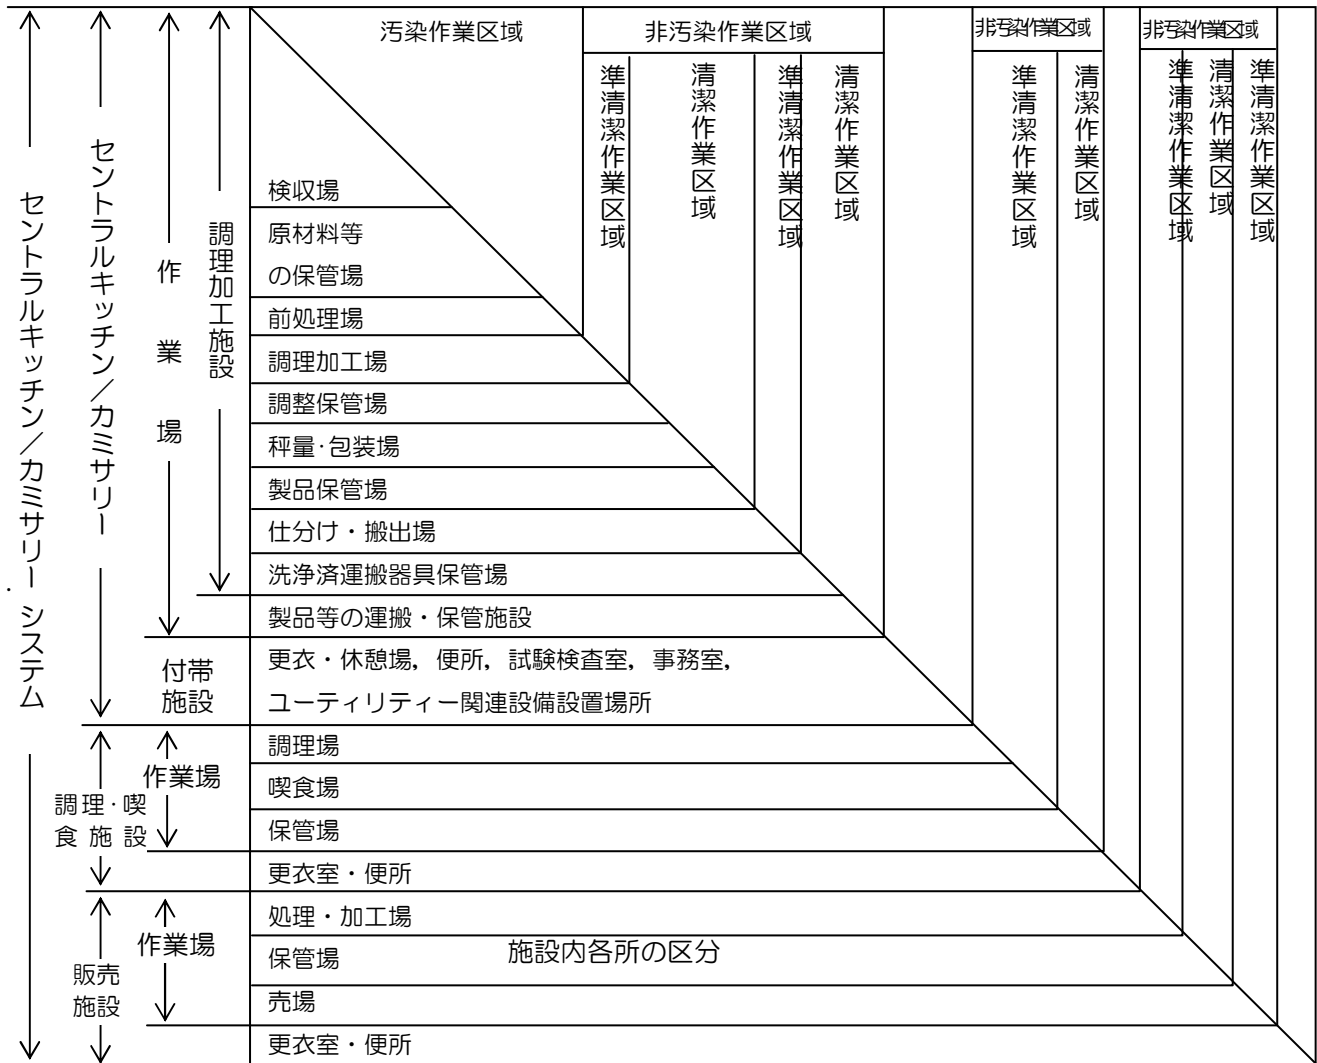 汚染作業区域
非汚染作業区域
非汚染作業区域
非汚染作業区域
準清潔作業区域
清潔作業区域
準清潔作業区域
清潔作業区域
準清潔作業区域
清潔作業区域
準清潔作業区域
清潔作業区域
準清潔作業区域
セントラルキッチン/カミサリーシステム
セントラルキッチン/カミサリー
作業場
調理加工施設
検収場
原材料等
の保管場
前処理場
調理加工場
調整保管場
秤量・包装場
製品保管場
仕分け・搬出場
洗浄済運搬器具保管場
製品等の運搬・保管施設
付帯
施設
更衣・休憩場，便所，試験検査室，事務室，
ユーティリティー関連設備設置場所
調理・喫
食施設
作業場
調理場
喫食場
保管場
更衣室・便所
販売
施設
作業場
処理・加工場
保管場
売場
更衣室・便所
施設内各所の区分